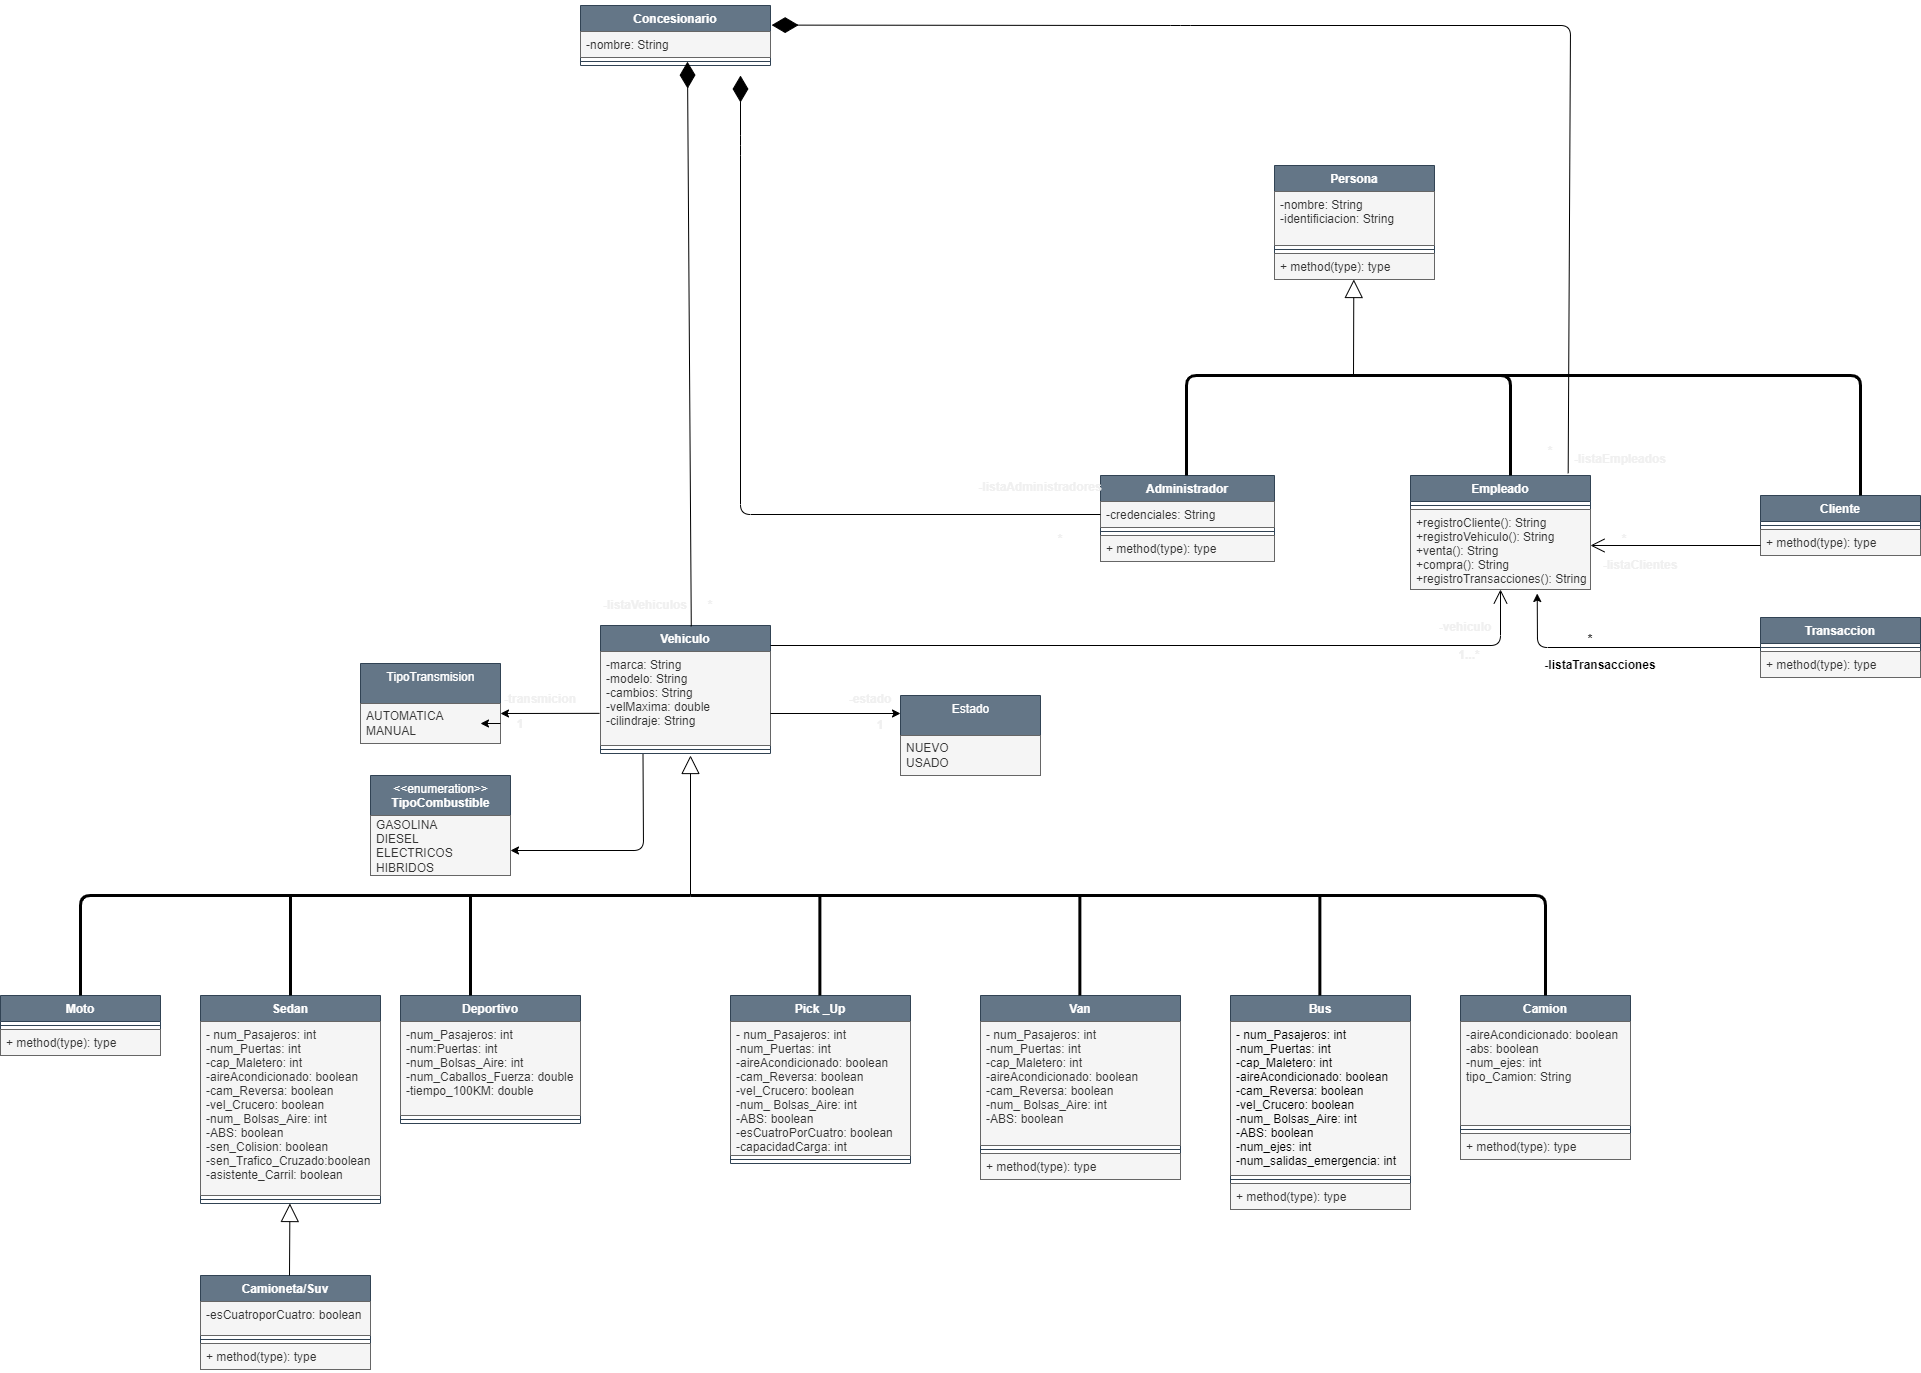 Concesionario
-nombre: String
Persona
-nombre: String
-identificiacion: String
+ method(type): type
*
-listaEmpleados
-listaAdministradores
*
Administrador
-credenciales: String
+ method(type): type
Empleado
+registroCliente(): String
+registroVehiculo(): String
+venta(): String
+compra(): String
+registroTransacciones(): String
Cliente
+ method(type): type
*
-listaClientes
-listaVehiculos
*
-vehiculo
1...*
*
-listaTransacciones
Transaccion
+ method(type): type
Vehiculo
-marca: String
-modelo: String
-cambios: String
-velMaxima: double
-cilindraje: String
TipoTransmision
AUTOMATICA
MANUAL
-transmicion
1
-estado
1
Estado
NUEVO
USADO
<<enumeration>>
TipoCombustible
GASOLINA
DIESEL
ELECTRICOS
HIBRIDOS
Moto
+ method(type): type
Sedan
- num_Pasajeros: int
-num_Puertas: int
-cap_Maletero: int
-aireAcondicionado: boolean
-cam_Reversa: boolean
-vel_Crucero: boolean
-num_ Bolsas_Aire: int
-ABS: boolean
-sen_Colision: boolean
-sen_Trafico_Cruzado:boolean
-asistente_Carril: boolean
Deportivo
-num_Pasajeros: int
-num:Puertas: int
-num_Bolsas_Aire: int
-num_Caballos_Fuerza: double
-tiempo_100KM: double
Pick _Up
- num_Pasajeros: int
-num_Puertas: int
-aireAcondicionado: boolean
-cam_Reversa: boolean
-vel_Crucero: boolean
-num_ Bolsas_Aire: int
-ABS: boolean
-esCuatroPorCuatro: boolean
-capacidadCarga: int
Van
- num_Pasajeros: int
-num_Puertas: int
-cap_Maletero: int
-aireAcondicionado: boolean
-cam_Reversa: boolean
-num_ Bolsas_Aire: int
-ABS: boolean
+ method(type): type
Bus
- num_Pasajeros: int
-num_Puertas: int
-cap_Maletero: int
-aireAcondicionado: boolean
-cam_Reversa: boolean
-vel_Crucero: boolean
-num_ Bolsas_Aire: int
-ABS: boolean
-num_ejes: int
-num_salidas_emergencia: int
+ method(type): type
Camion
-aireAcondicionado: boolean
-abs: boolean
-num_ejes: int
tipo_Camion: String
+ method(type): type
Camioneta/Suv
-esCuatroporCuatro: boolean
+ method(type): type